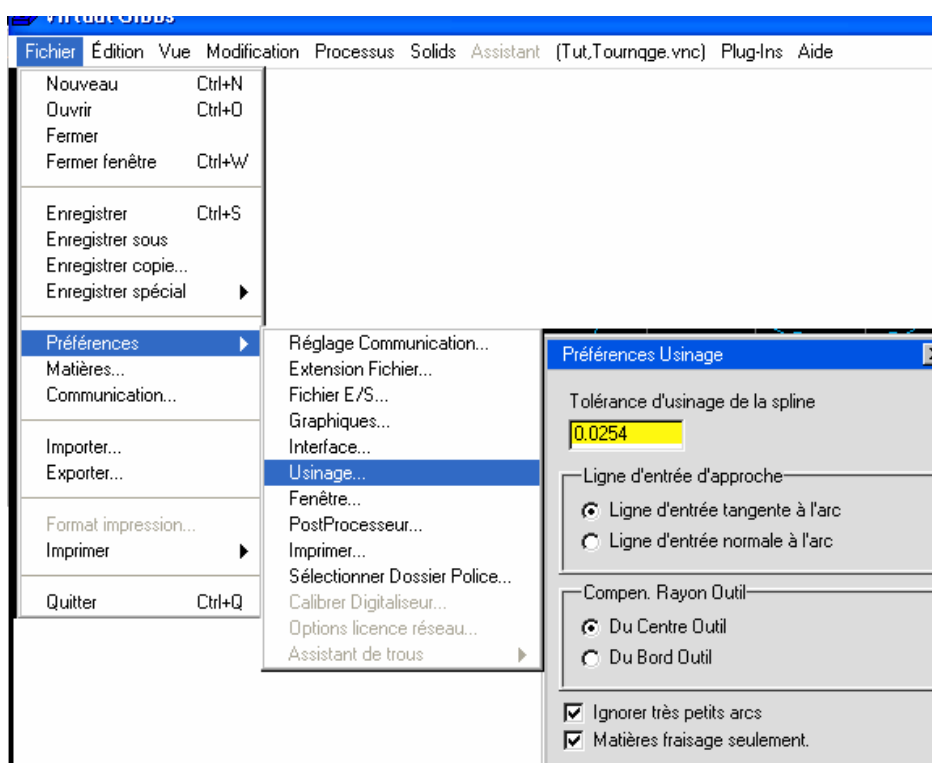 Virtual Gibbs
Fichier Édition Vue Modification Processus Solids Assistant (Tut,Tournqge.vnc) Plug-Ins Aide
Nouveau Ctrl+N
Ouvrir Ctrl+O
Fermer
Fermer fenêtre Ctrl+W
Enregistrer Ctrl+S
Enregistrer sous
Enregistrer copie...
Enregistrer spécial
Préférences
Matières...
Communication...
Importer...
Exporter...
Format impression...
Imprimer
Quitter Ctrl+Q
Réglage Communication...
Extension Fichier...
Fichier E/S...
Graphiques...
Interface...
Usinage...
Fenêtre...
PostProcesseur...
Imprimer...
Sélectionner Dossier Police...
Calibrer Digitaliseur...
Options licence réseau...
Assistant de trous
Préférences Usinage
Tolérance d'usinage de la spline
0.0254
Ligne d'entrée d'approche
Ligne d'entrée tangente à l'arc
Ligne d'entrée normale à l'arc
Compen. Rayon Outil
Du Centre Outil
Du Bord Outil
Ignorer très petits arcs
Matières fraisage seulement.